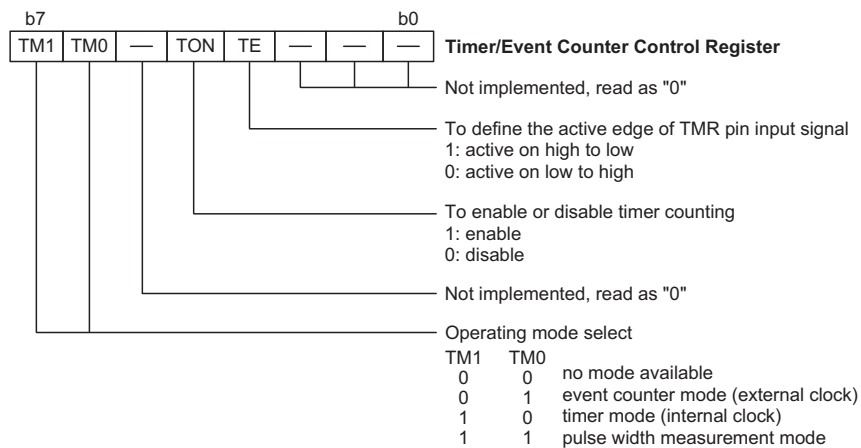 b7 b0
TM1 TM0 — TON TE — — — Timer/Event Counter Control Register
Not implemented, read as "0"
To define the active edge of TMR pin input signal
1: active on high to low
0: active on low to high
To enable or disable timer counting
1: enable
0: disable
Not implemented, read as "0"
Operating mode select
TM1 TM0
0 0 no mode available
0 1 event counter mode (external clock)
1 0 timer mode (internal clock)
1 1 pulse width measurement mode